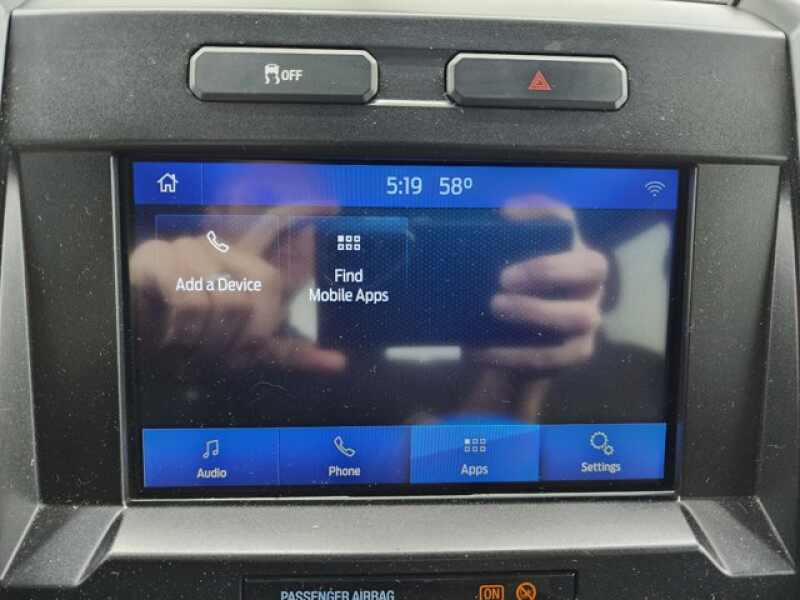 OFF
5:19 58°
Add a Device
Find
Mobile Apps
Audio
Phone
Apps
Settings
PASSENGER AIRBAG ON